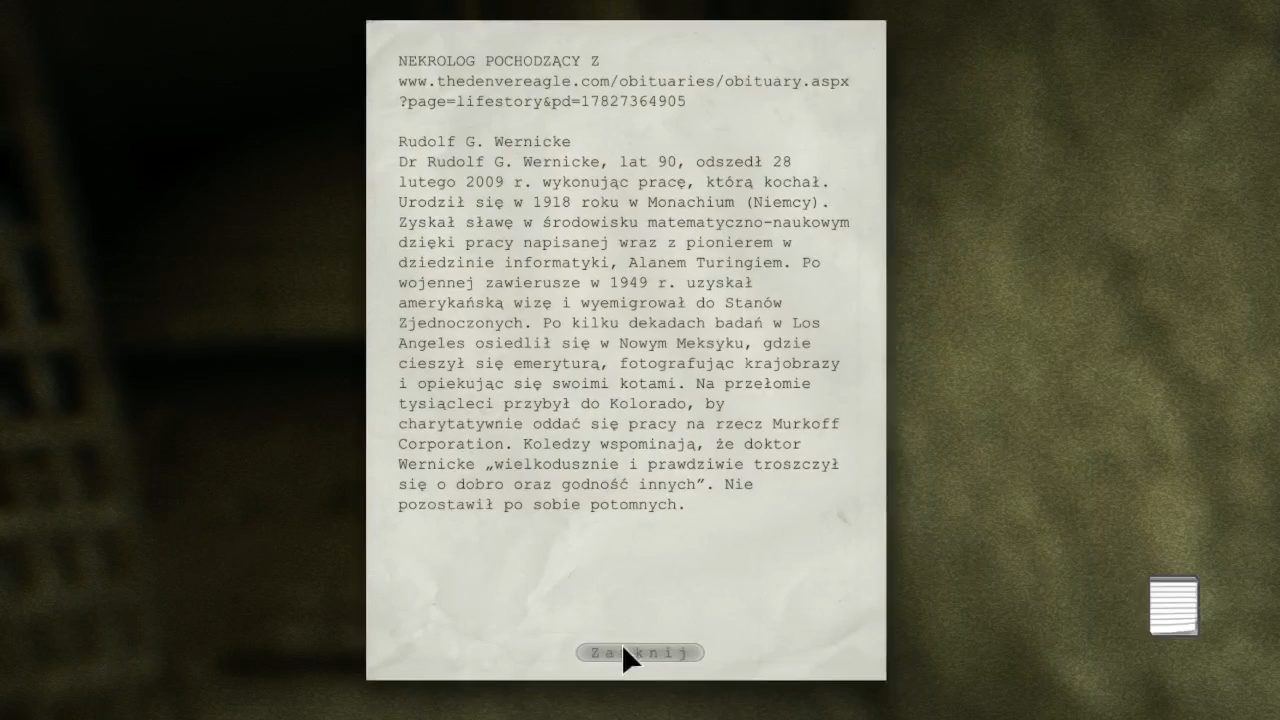 NEKROLOG POCHODZĄCY Z
www.thedenvereagle.com/obituaries/obituary.aspx
?page=lifestory&pd=17827364905
Rudolf G. Wernicke
Dr Rudolf G. Wernicke, lat 90, odszedł 28
lutego 2009 r. wykonując pracę, którą kochał.
Urodził się w 1918 roku w Monachium (Niemcy).
Zyskał sławę w środowisku matematyczno-naukowym
dzięki pracy napisanej wraz z pionierem w
dziedzinie informatyki, Alanem Turingiem. Po
wojennej zawierusze w 1949 r. uzyskał
amerykańską wizę i wyemigrował do Stanów
Zjednoczonych. Po kilku dekadach badań w Los
Angeles osiedlił się w Nowym Meksyku, gdzie
cieszył się emeryturą, fotografując krajobrazy
i opiekując się swoimi kotami. Na przełomie
tysiącleci przybył do Kolorado, by
charytatywnie oddać się pracy na rzecz Murkoff
Corporation. Koledzy wspominają, że doktor
Wernicke „wielkodusznie i prawdziwie troszczył
się o dobro oraz godność innych”. Nie
pozostawił po sobie potomnych.
Zamknij